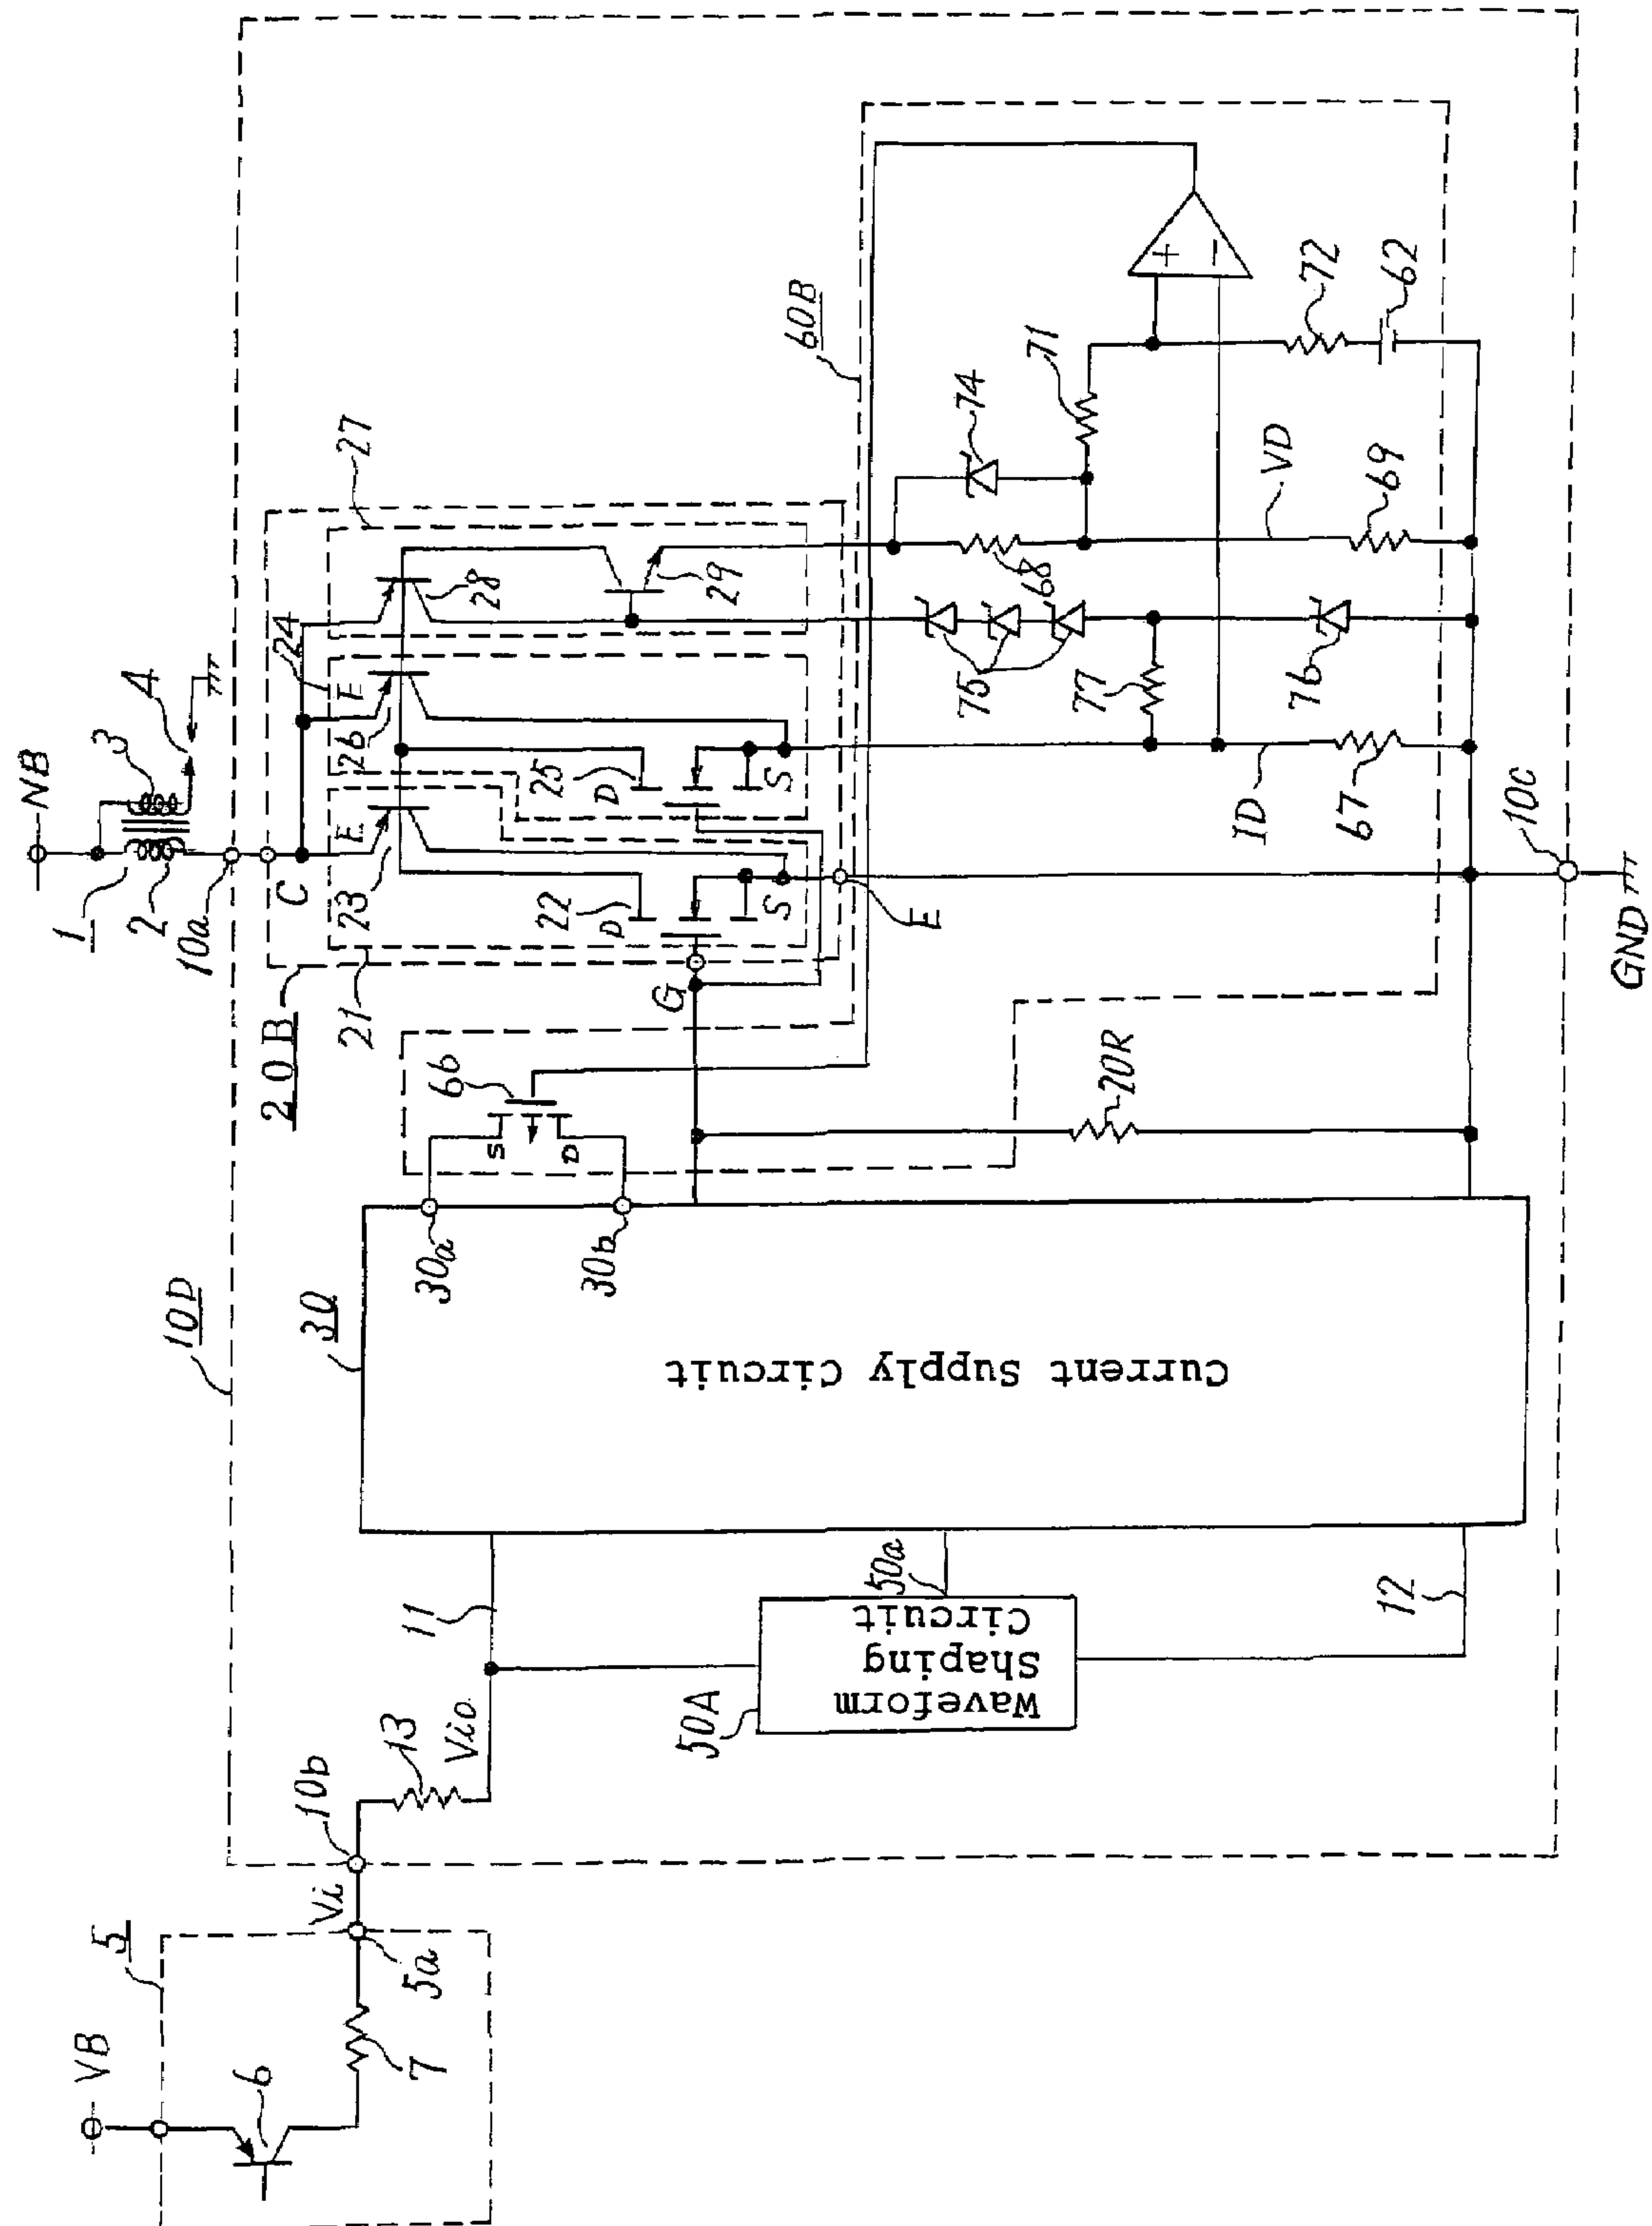 NB
1
2
3
4
10a
C
20B
21
23
E
22
D
S
24
26
E
25
D
S
27
28
29
G
E
60B
74
71
68
75
77
76
VD
69
ID
67
72
62
+
−
10C
GND
66
S
D
20R
10D
30
30a
30b
Current Supply Circuit
11
12
50a
50A
Waveform
Shaping
Circuit
13
Vio
10b
Vi
5
5a
VB
6
7